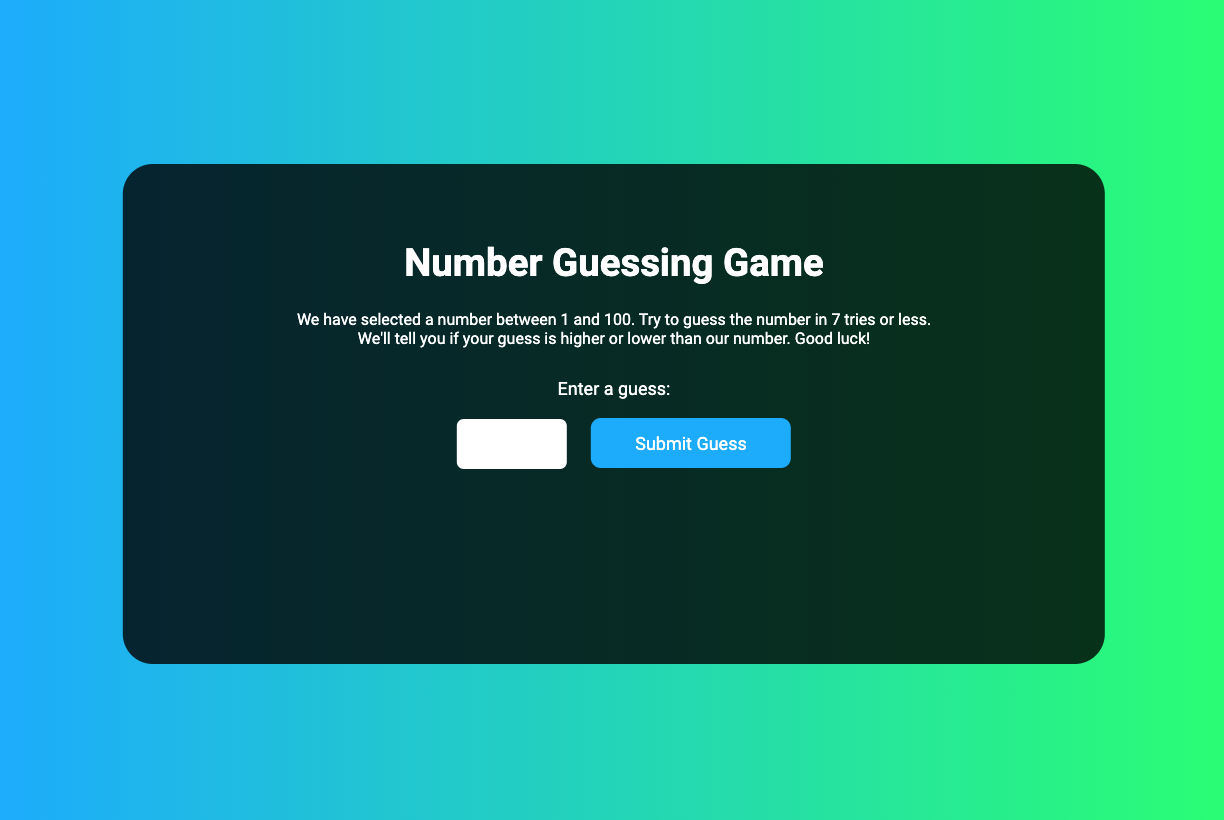 Number Guessing Game
We have selected a number between 1 and 100. Try to guess the number in 7 tries or less.
We'll tell you if your guess is higher or lower than our number. Good luck!
Enter a guess:
Submit Guess